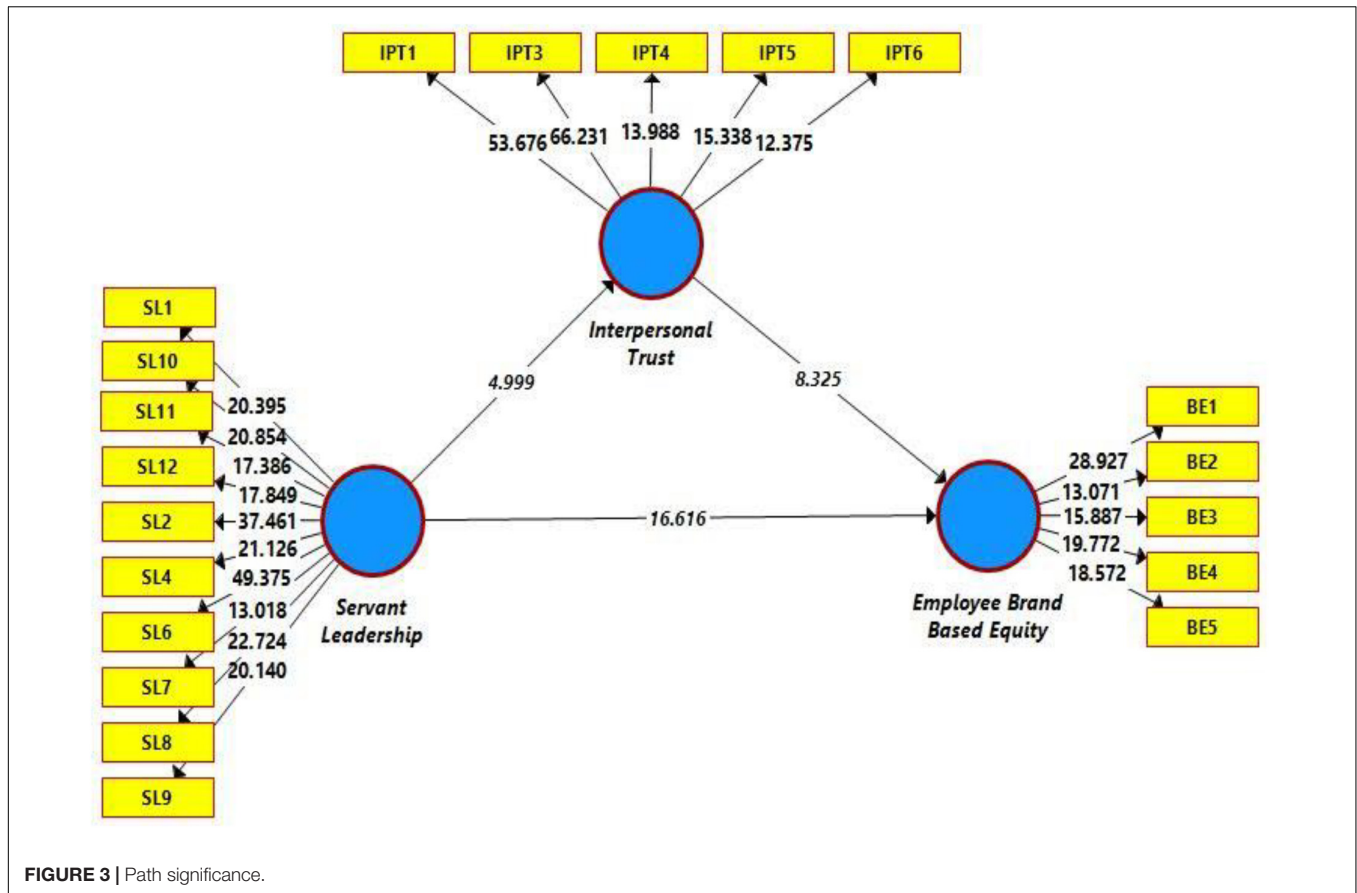 IPT1 IPT3 IPT4 IPT5 IPT6
53.676 66.231 13.988 15.338 12.375
Interpersonal
Trust
4.999
8.325
16.616
SL1
SL10
SL11
SL12
SL2
SL4
SL6
SL7
SL8
SL9
20.395
20.854
17.386
17.849
37.461
21.126
49.375
13.018
22.724
20.140
Servant
Leadership
Employee Brand
Based Equity
28.927
13.071
15.887
19.772
18.572
BE1
BE2
BE3
BE4
BE5
FIGURE 3 | Path significance.